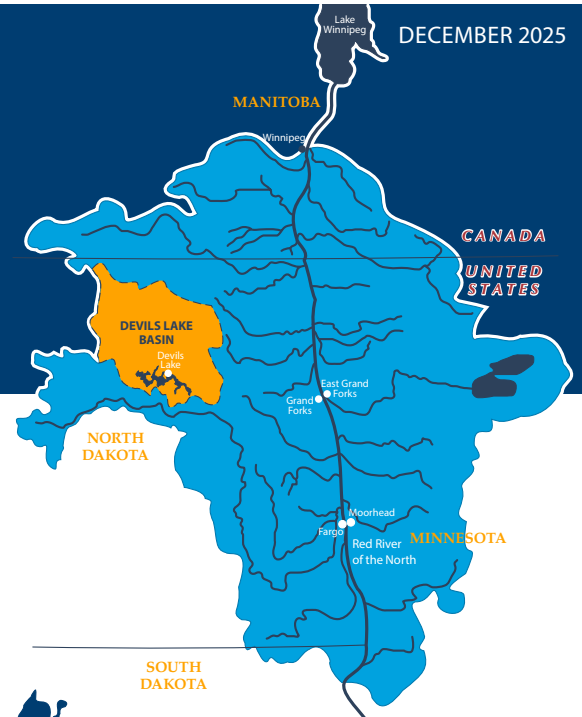 Lake
Winnipeg
DECEMBER 2025
MANITOBA
Winnipeg
CANADA
UNITED
STATES
DEVILS LAKE
BASIN
Devils
Lake
East Grand
Forks
Grand
Forks
NORTH
DAKOTA
Moorhead
Fargo
MINNESOTA
Red River
of the North
SOUTH
DAKOTA